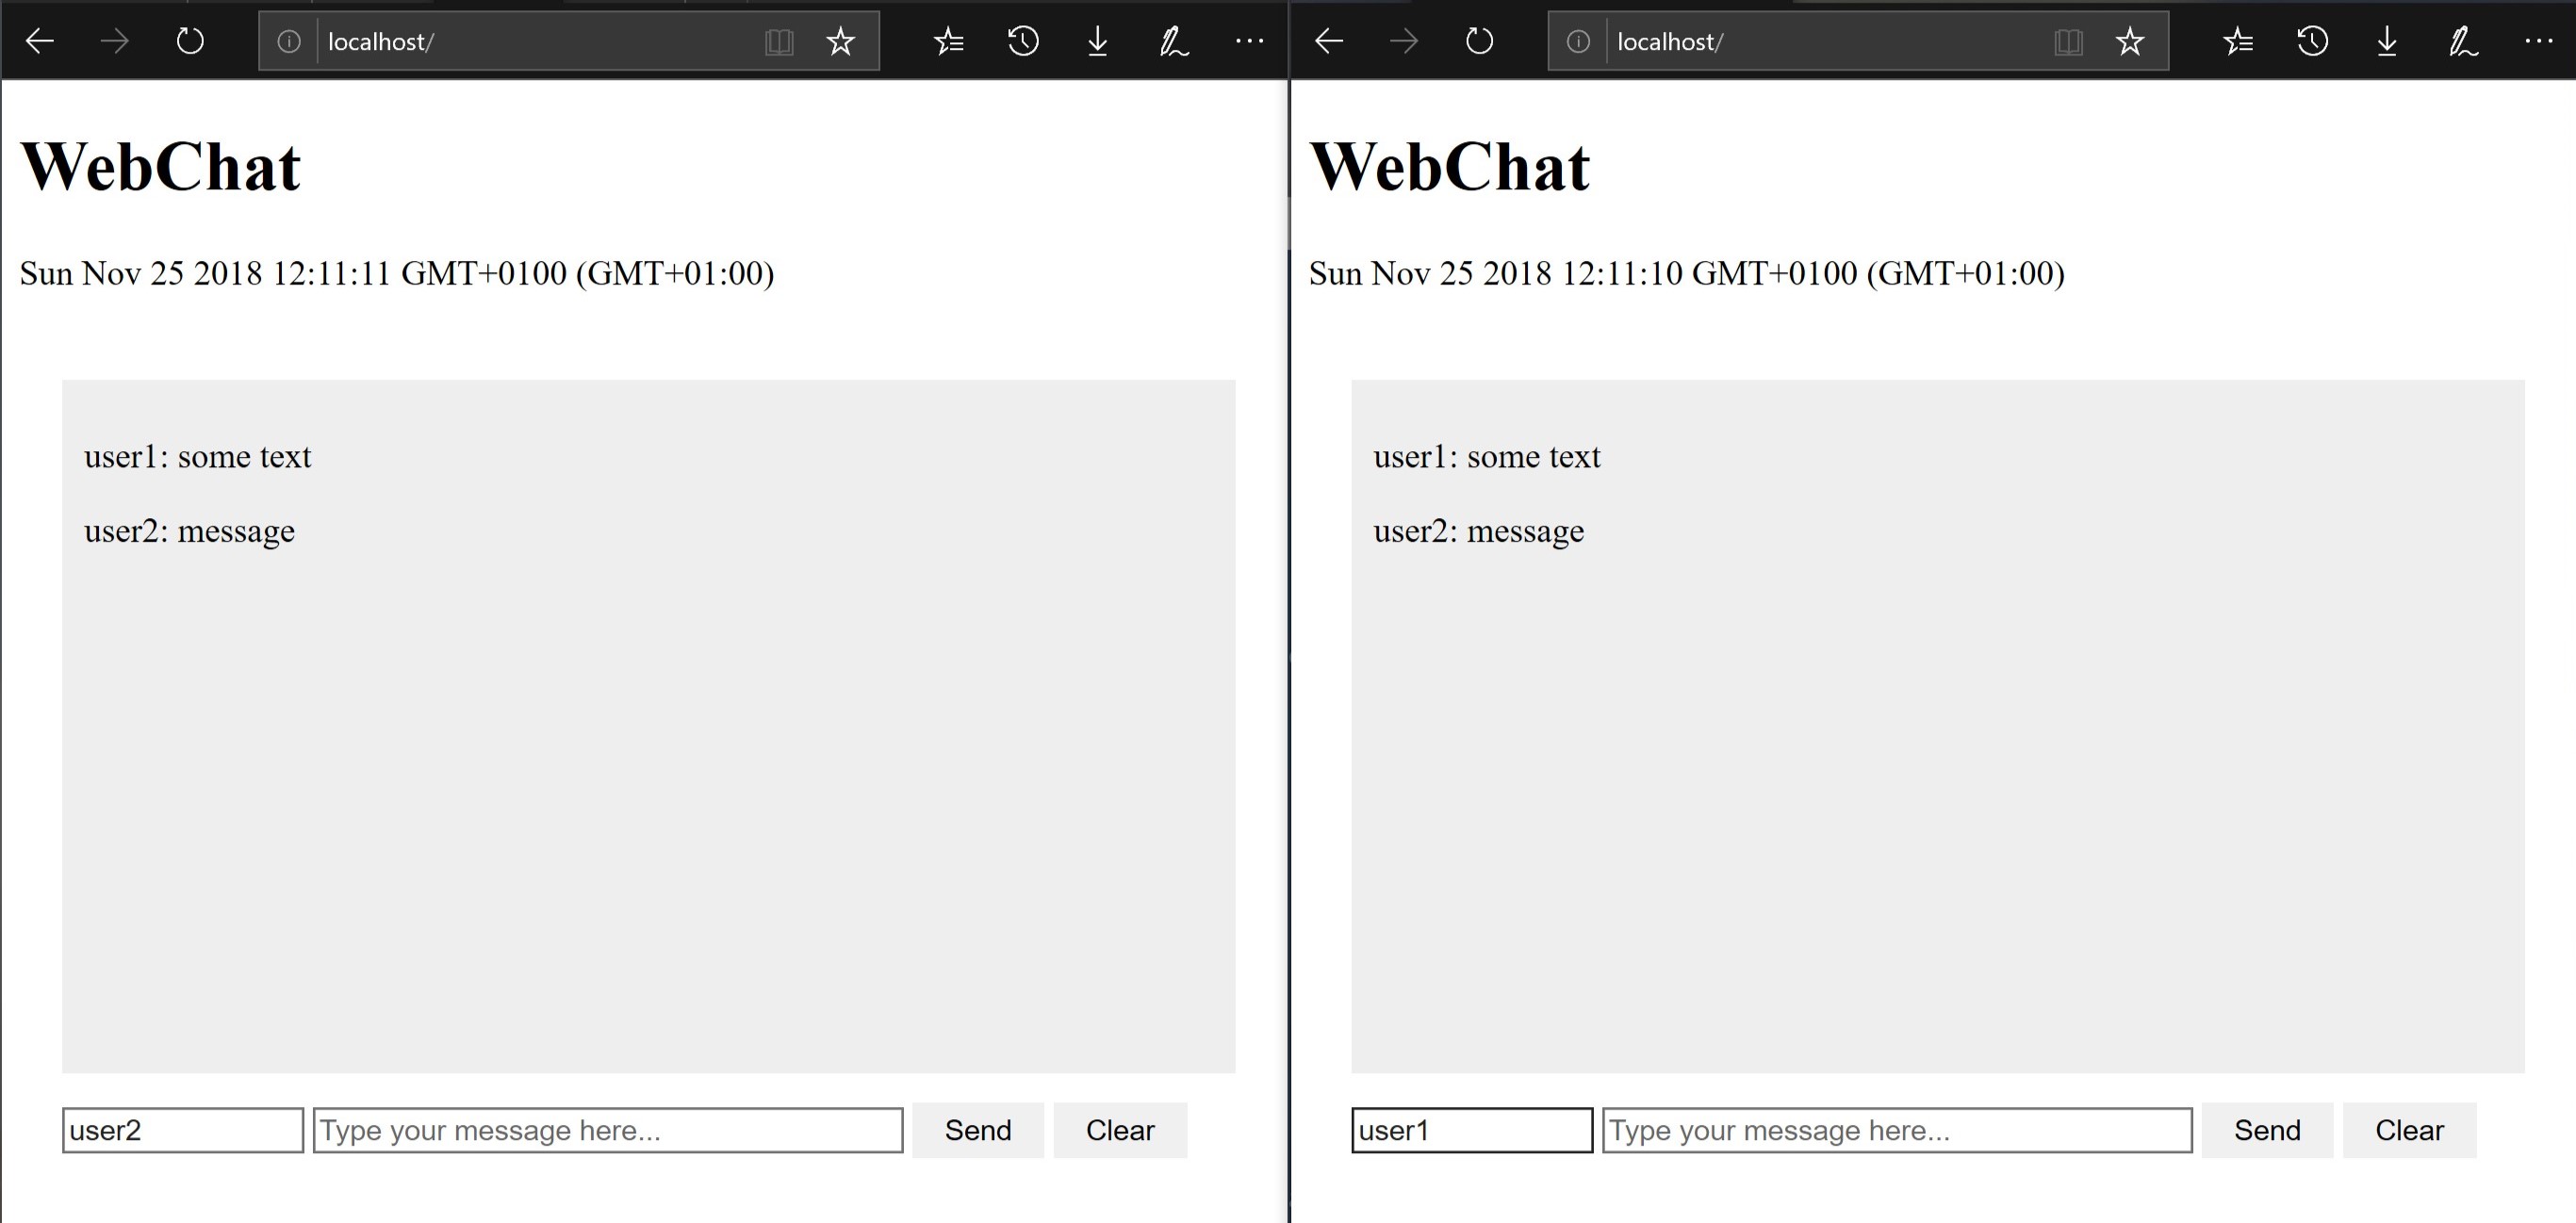 localhost/
WebChat
Sun Nov 25 2018 12:11:11 GMT+0100 (GMT+01:00)
user1: some text
user2: message
user2 Type your message here... Send Clear
localhost/
WebChat
Sun Nov 25 2018 12:11:10 GMT+0100 (GMT+01:00)
user1: some text
user2: message
user1 Type your message here... Send Clear